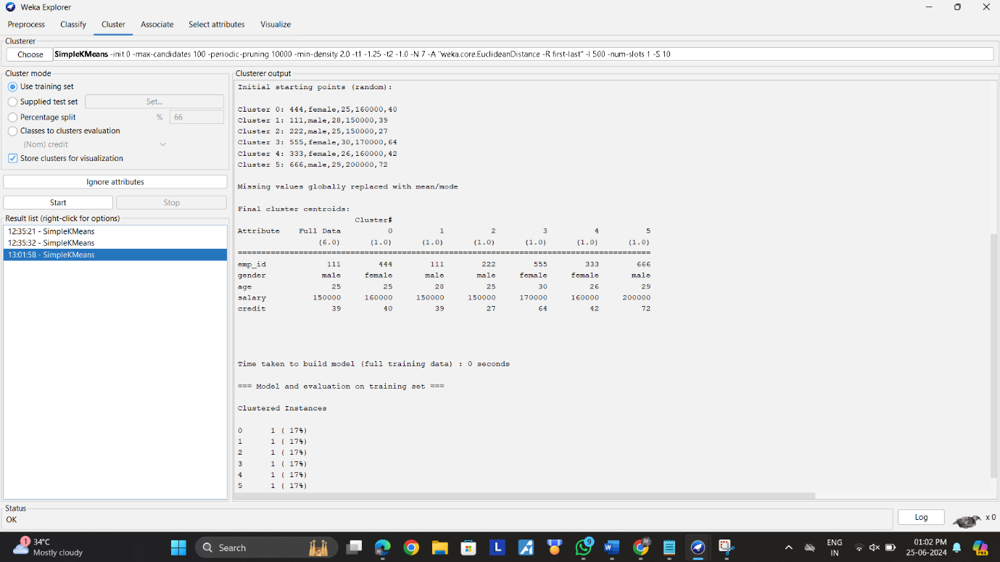 Weka Explorer
Preprocess Classify Cluster Associate Select attributes Visualize
Clusterer
Choose SimpleKMeans -init 0 -max-candidates 100 -periodic-pruning 10000 -min-density 2.0 -t1 -1.25 -t2 -1.0 -N 7 -A "weka.core.EuclideanDistance -R first-last" -I 500 -num-slots 1 -S 10
Cluster mode
Use training set
Supplied test set Set...
Percentage split % 66
Classes to clusters evaluation
(Nom) credit
Store clusters for visualization
Ignore attributes
Start Stop
Result list (right-click for options)
12:35:21 - SimpleKMeans
12:35:32 - SimpleKMeans
13:01:58 - SimpleKMeans
Clusterer output
Initial starting points (random):
Cluster 0: 444,female,25,160000,40
Cluster 1: 111,male,28,150000,39
Cluster 2: 222,male,25,150000,27
Cluster 3: 555,female,30,170000,64
Cluster 4: 333,female,26,160000,42
Cluster 5: 666,male,29,200000,72
Missing values globally replaced with mean/mode
Final cluster centroids:
Cluster#
Attribute Full Data 0 1 2 3 4 5
(6.0) (1.0) (1.0) (1.0) (1.0) (1.0) (1.0)
==========================================================================================
emp_id 111 444 111 222 555 333 666
gender male female male male female female male
age 25 25 28 25 30 26 29
salary 150000 160000 150000 150000 170000 160000 200000
credit 39 40 39 27 64 42 72
Time taken to build model (full training data) : 0 seconds
=== Model and evaluation on training set ===
Clustered Instances
0 1 ( 17%)
1 1 ( 17%)
2 1 ( 17%)
3 1 ( 17%)
4 1 ( 17%)
5 1 ( 17%)
Status
OK
Log x 0
1 34°C
Mostly cloudy
Search
L
9
W
ENG
IN
01:02 PM
25-06-2024
PRE